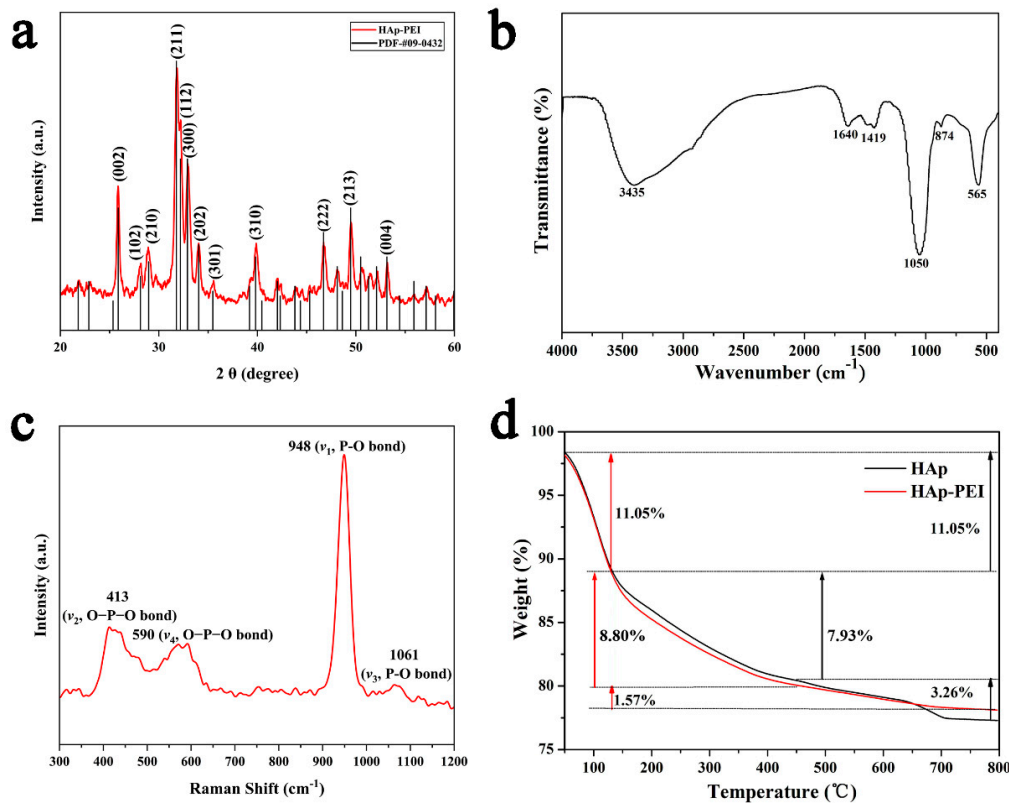 a
HAp-PEI
PDF-#09-0432
(211)
(112)
(300)
(002)
(102)
(210)
(202)
(301)
(310)
(222)
(213)
(004)
Intensity (a.u.)
20 30 40 50 60
2 θ (degree)
b
Transmittance (%)
3435
1640
1419
1050
874
565
4000 3500 3000 2500 2000 1500 1000 500
Wavenumber (cm⁻¹)
c
948 (ν₁, P-O bond)
413
(ν₂, O−P−O bond)
590 (ν₄, O−P−O bond)
1061
(ν₃, P-O bond)
Intensity (a.u.)
300 400 500 600 700 800 900 1000 1100 1200
Raman Shift (cm⁻¹)
d
HAp
HAp-PEI
11.05%
11.05%
8.80%
7.93%
1.57%
3.26%
100
95
90
85
80
75
Weight (%)
100 200 300 400 500 600 700 800
Temperature (℃)